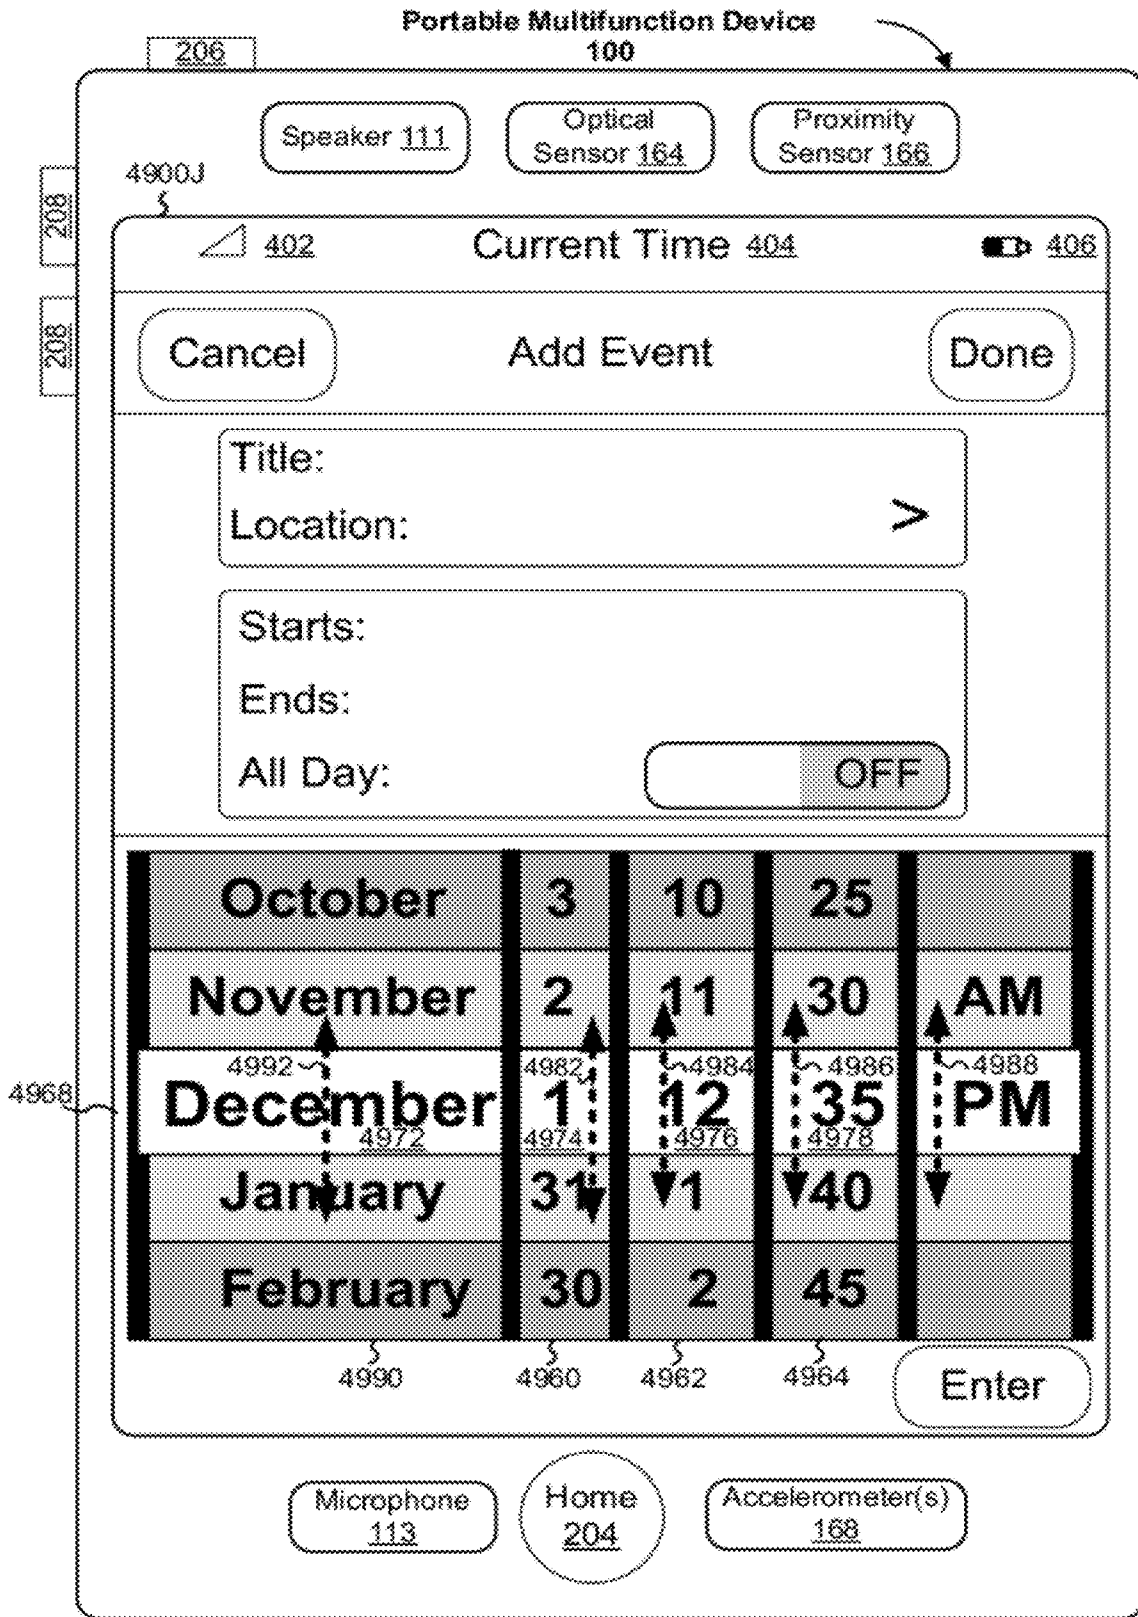 Portable Multifunction Device
100
206
Speaker 111
Optical
Sensor 164
Proximity
Sensor 166
4900J
208
208
402 Current Time 404 406
Cancel Add Event Done
Title:
Location: >
Starts:
Ends:
All Day: OFF
October 3 10 25
November 2 11 30 AM
4992 4982 4984 4986 4988
4968
December 1 12 35 PM
4972 4974 4976 4978
January 31 1 40
February 30 2 45
4990 4960 4962 4964
Enter
Microphone
113
Home
204
Accelerometer(s)
168